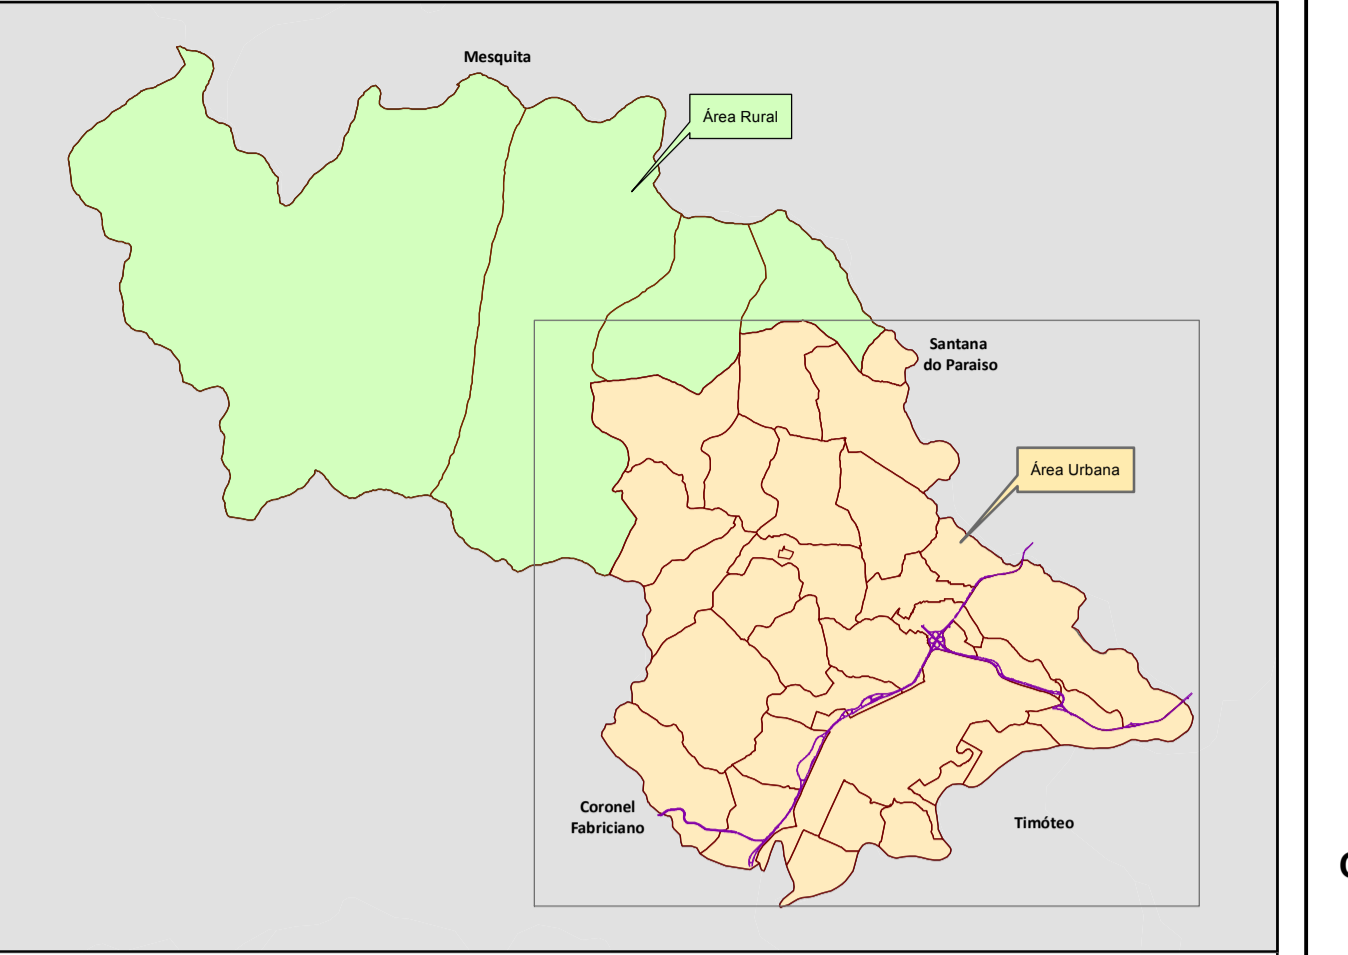 Mesquita
Área Rural
Santana
do Paraiso
Área Urbana
Coronel
Fabriciano
Timóteo